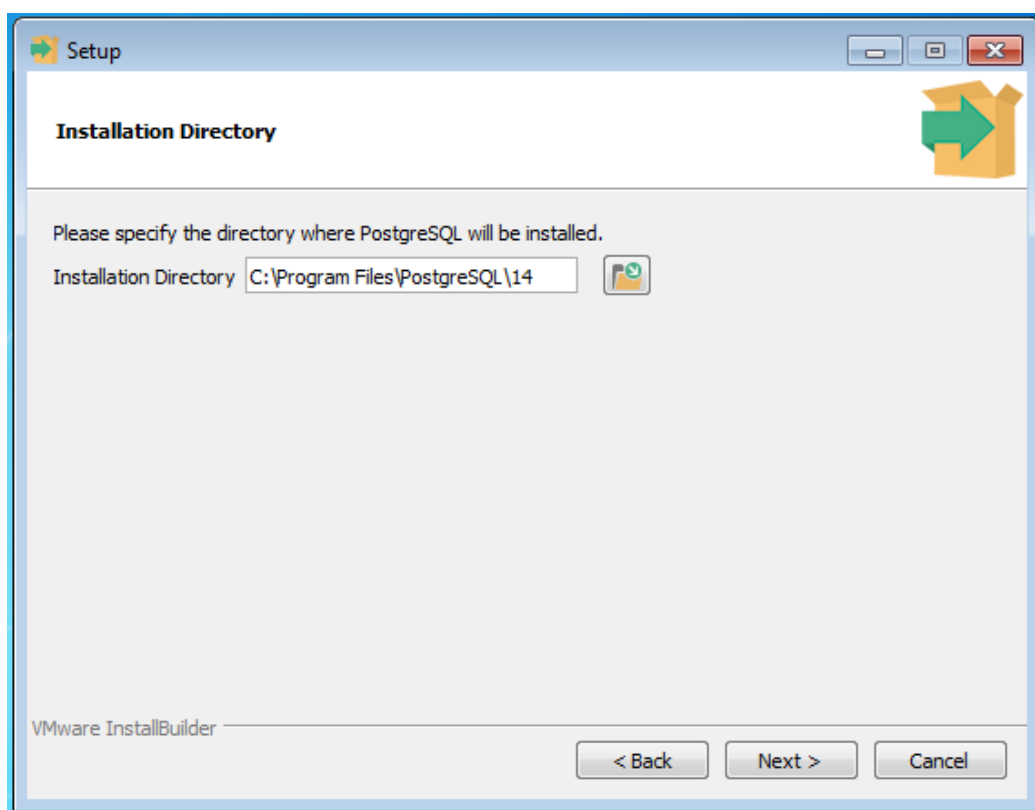 Setup
Installation Directory
Please specify the directory where PostgreSQL will be installed.
Installation Directory C:\Program Files\PostgreSQL\14
VMware InstallBuilder
< Back Next > Cancel